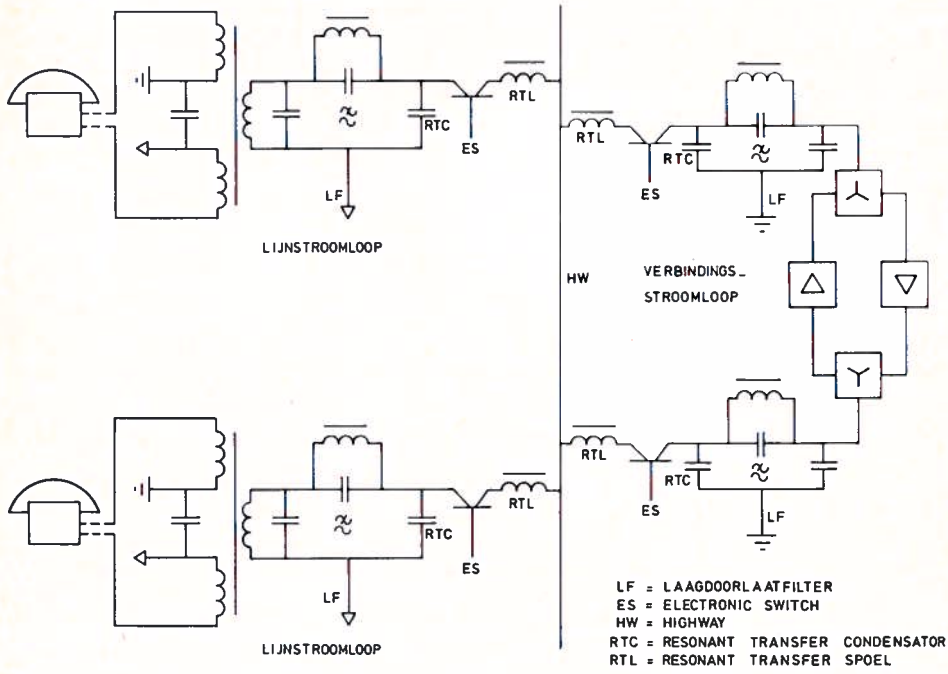 RTL
RTC
ES
LF
LIJNSTROOMLOOP
RTL
RTC
ES
LF
HW
VERBINDINGS_
STROOMLOOP
RTL
RTC
ES
LF
RTL
RTC
ES
LF
LIJNSTROOMLOOP
LF = LAAGDOORLAATFILTER
ES = ELECTRONIC SWITCH
HW = HIGHWAY
RTC = RESONANT TRANSFER CONDENSATOR
RTL = RESONANT TRANSFER SPOEL